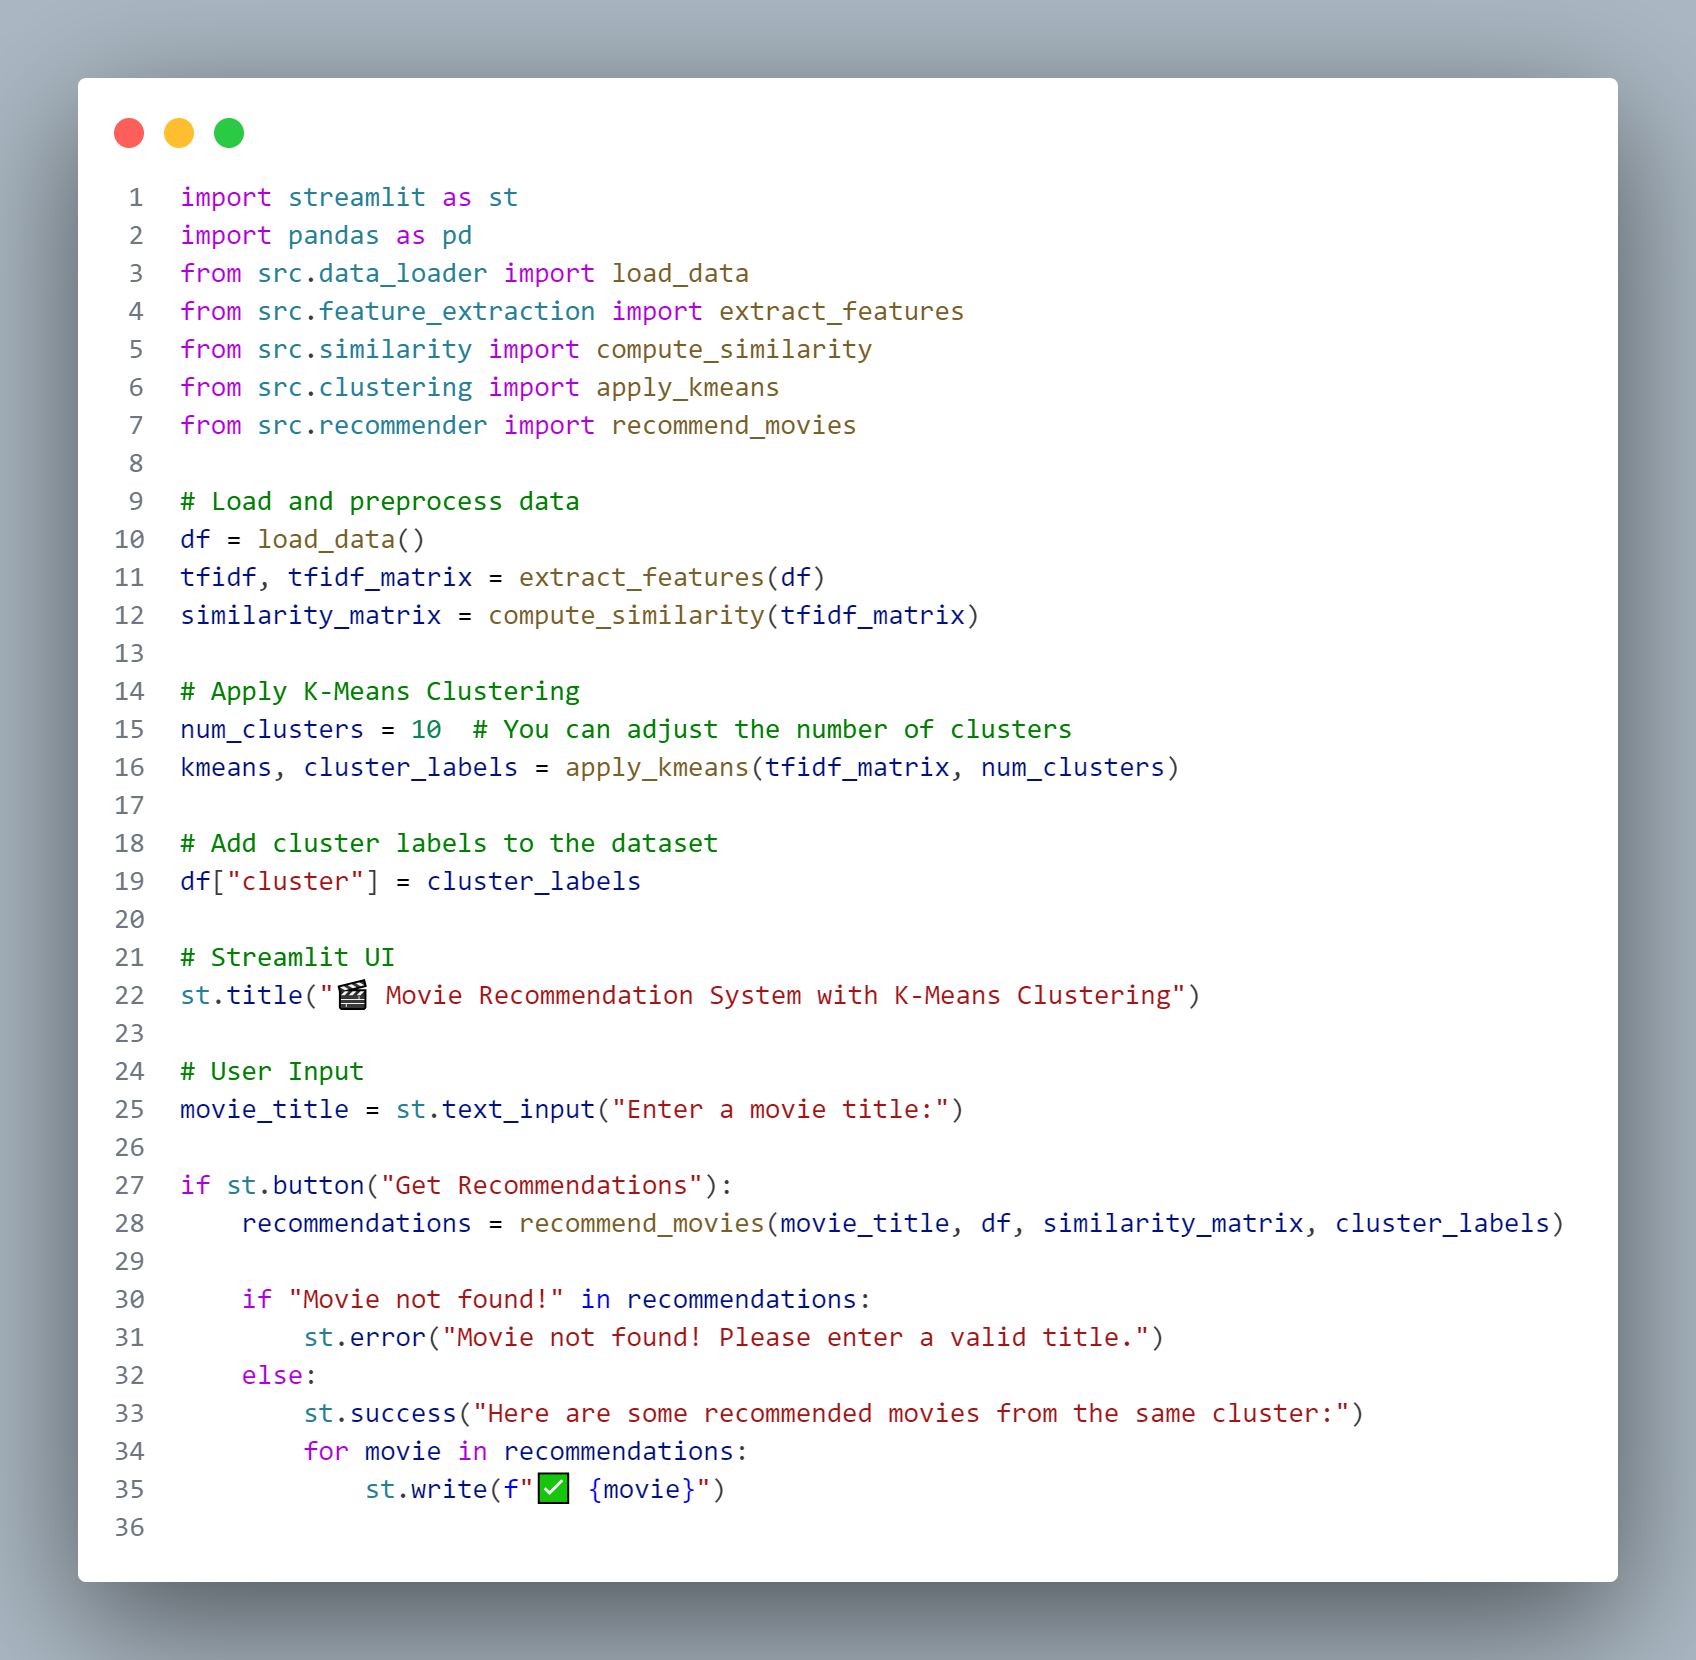 1 import streamlit as st
2 import pandas as pd
3 from src.data_loader import load_data
4 from src.feature_extraction import extract_features
5 from src.similarity import compute_similarity
6 from src.clustering import apply_kmeans
7 from src.recommender import recommend_movies
8
9 # Load and preprocess data
10 df = load_data()
11 tfidf, tfidf_matrix = extract_features(df)
12 similarity_matrix = compute_similarity(tfidf_matrix)
13
14 # Apply K-Means Clustering
15 num_clusters = 10  # You can adjust the number of clusters
16 kmeans, cluster_labels = apply_kmeans(tfidf_matrix, num_clusters)
17
18 # Add cluster labels to the dataset
19 df["cluster"] = cluster_labels
20
21 # Streamlit UI
22 st.title("🎬 Movie Recommendation System with K-Means Clustering")
23
24 # User Input
25 movie_title = st.text_input("Enter a movie title:")
26
27 if st.button("Get Recommendations"):
28     recommendations = recommend_movies(movie_title, df, similarity_matrix, cluster_labels)
29
30     if "Movie not found!" in recommendations:
31         st.error("Movie not found! Please enter a valid title.")
32     else:
33         st.success("Here are some recommended movies from the same cluster:")
34         for movie in recommendations:
35             st.write(f"✅ {movie}")
36